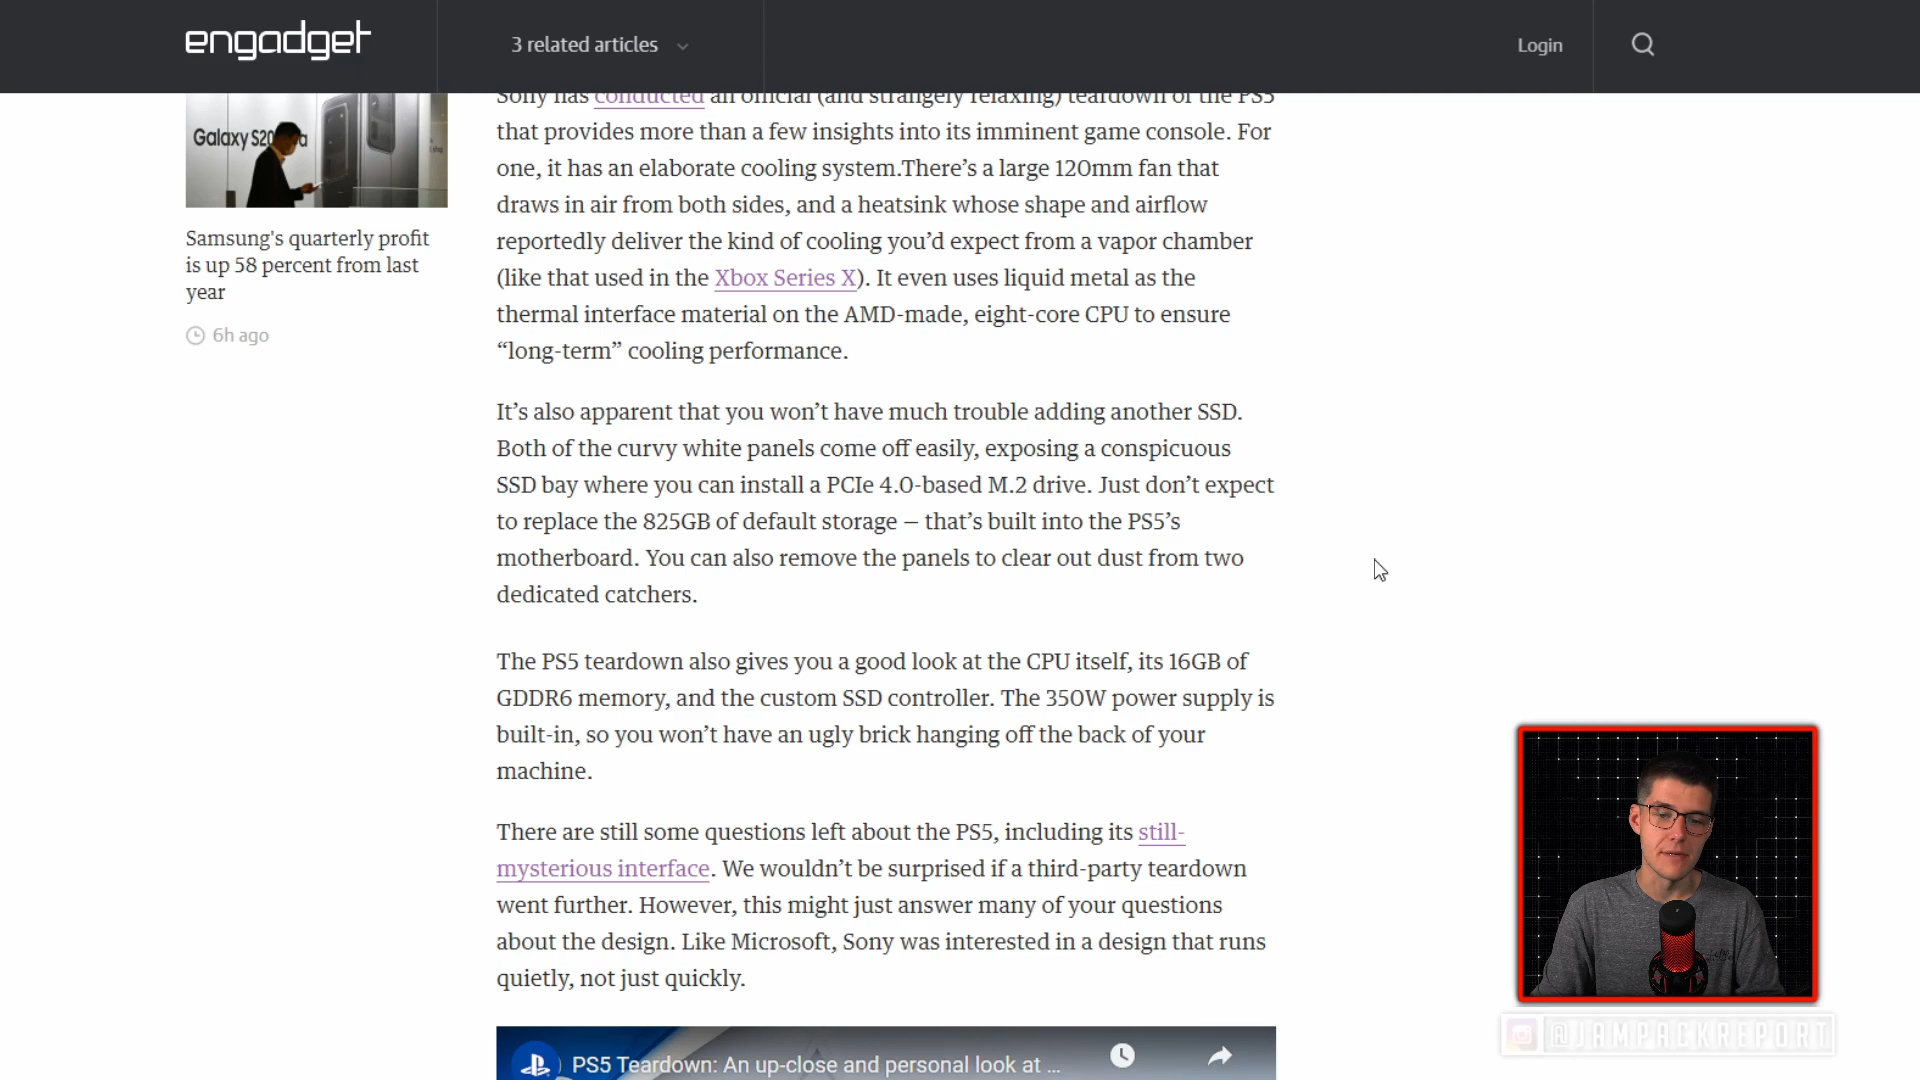 engadget
3 related articles
Login
Sony has conducted an official (and strangely relaxing) teardown of the PS5
that provides more than a few insights into its imminent game console. For
one, it has an elaborate cooling system.There’s a large 120mm fan that
draws in air from both sides, and a heatsink whose shape and airflow
reportedly deliver the kind of cooling you’d expect from a vapor chamber
(like that used in the Xbox Series X). It even uses liquid metal as the
thermal interface material on the AMD-made, eight-core CPU to ensure
“long-term” cooling performance.
It’s also apparent that you won’t have much trouble adding another SSD.
Both of the curvy white panels come off easily, exposing a conspicuous
SSD bay where you can install a PCIe 4.0-based M.2 drive. Just don’t expect
to replace the 825GB of default storage — that’s built into the PS5’s
motherboard. You can also remove the panels to clear out dust from two
dedicated catchers.
The PS5 teardown also gives you a good look at the CPU itself, its 16GB of
GDDR6 memory, and the custom SSD controller. The 350W power supply is
built-in, so you won’t have an ugly brick hanging off the back of your
machine.
There are still some questions left about the PS5, including its still-
mysterious interface. We wouldn’t be surprised if a third-party teardown
went further. However, this might just answer many of your questions
about the design. Like Microsoft, Sony was interested in a design that runs
quietly, not just quickly.
PS5 Teardown: An up-close and personal look at ...
Galaxy S20
Samsung's quarterly profit
is up 58 percent from last
year
6h ago
@JAMPACKREPORT